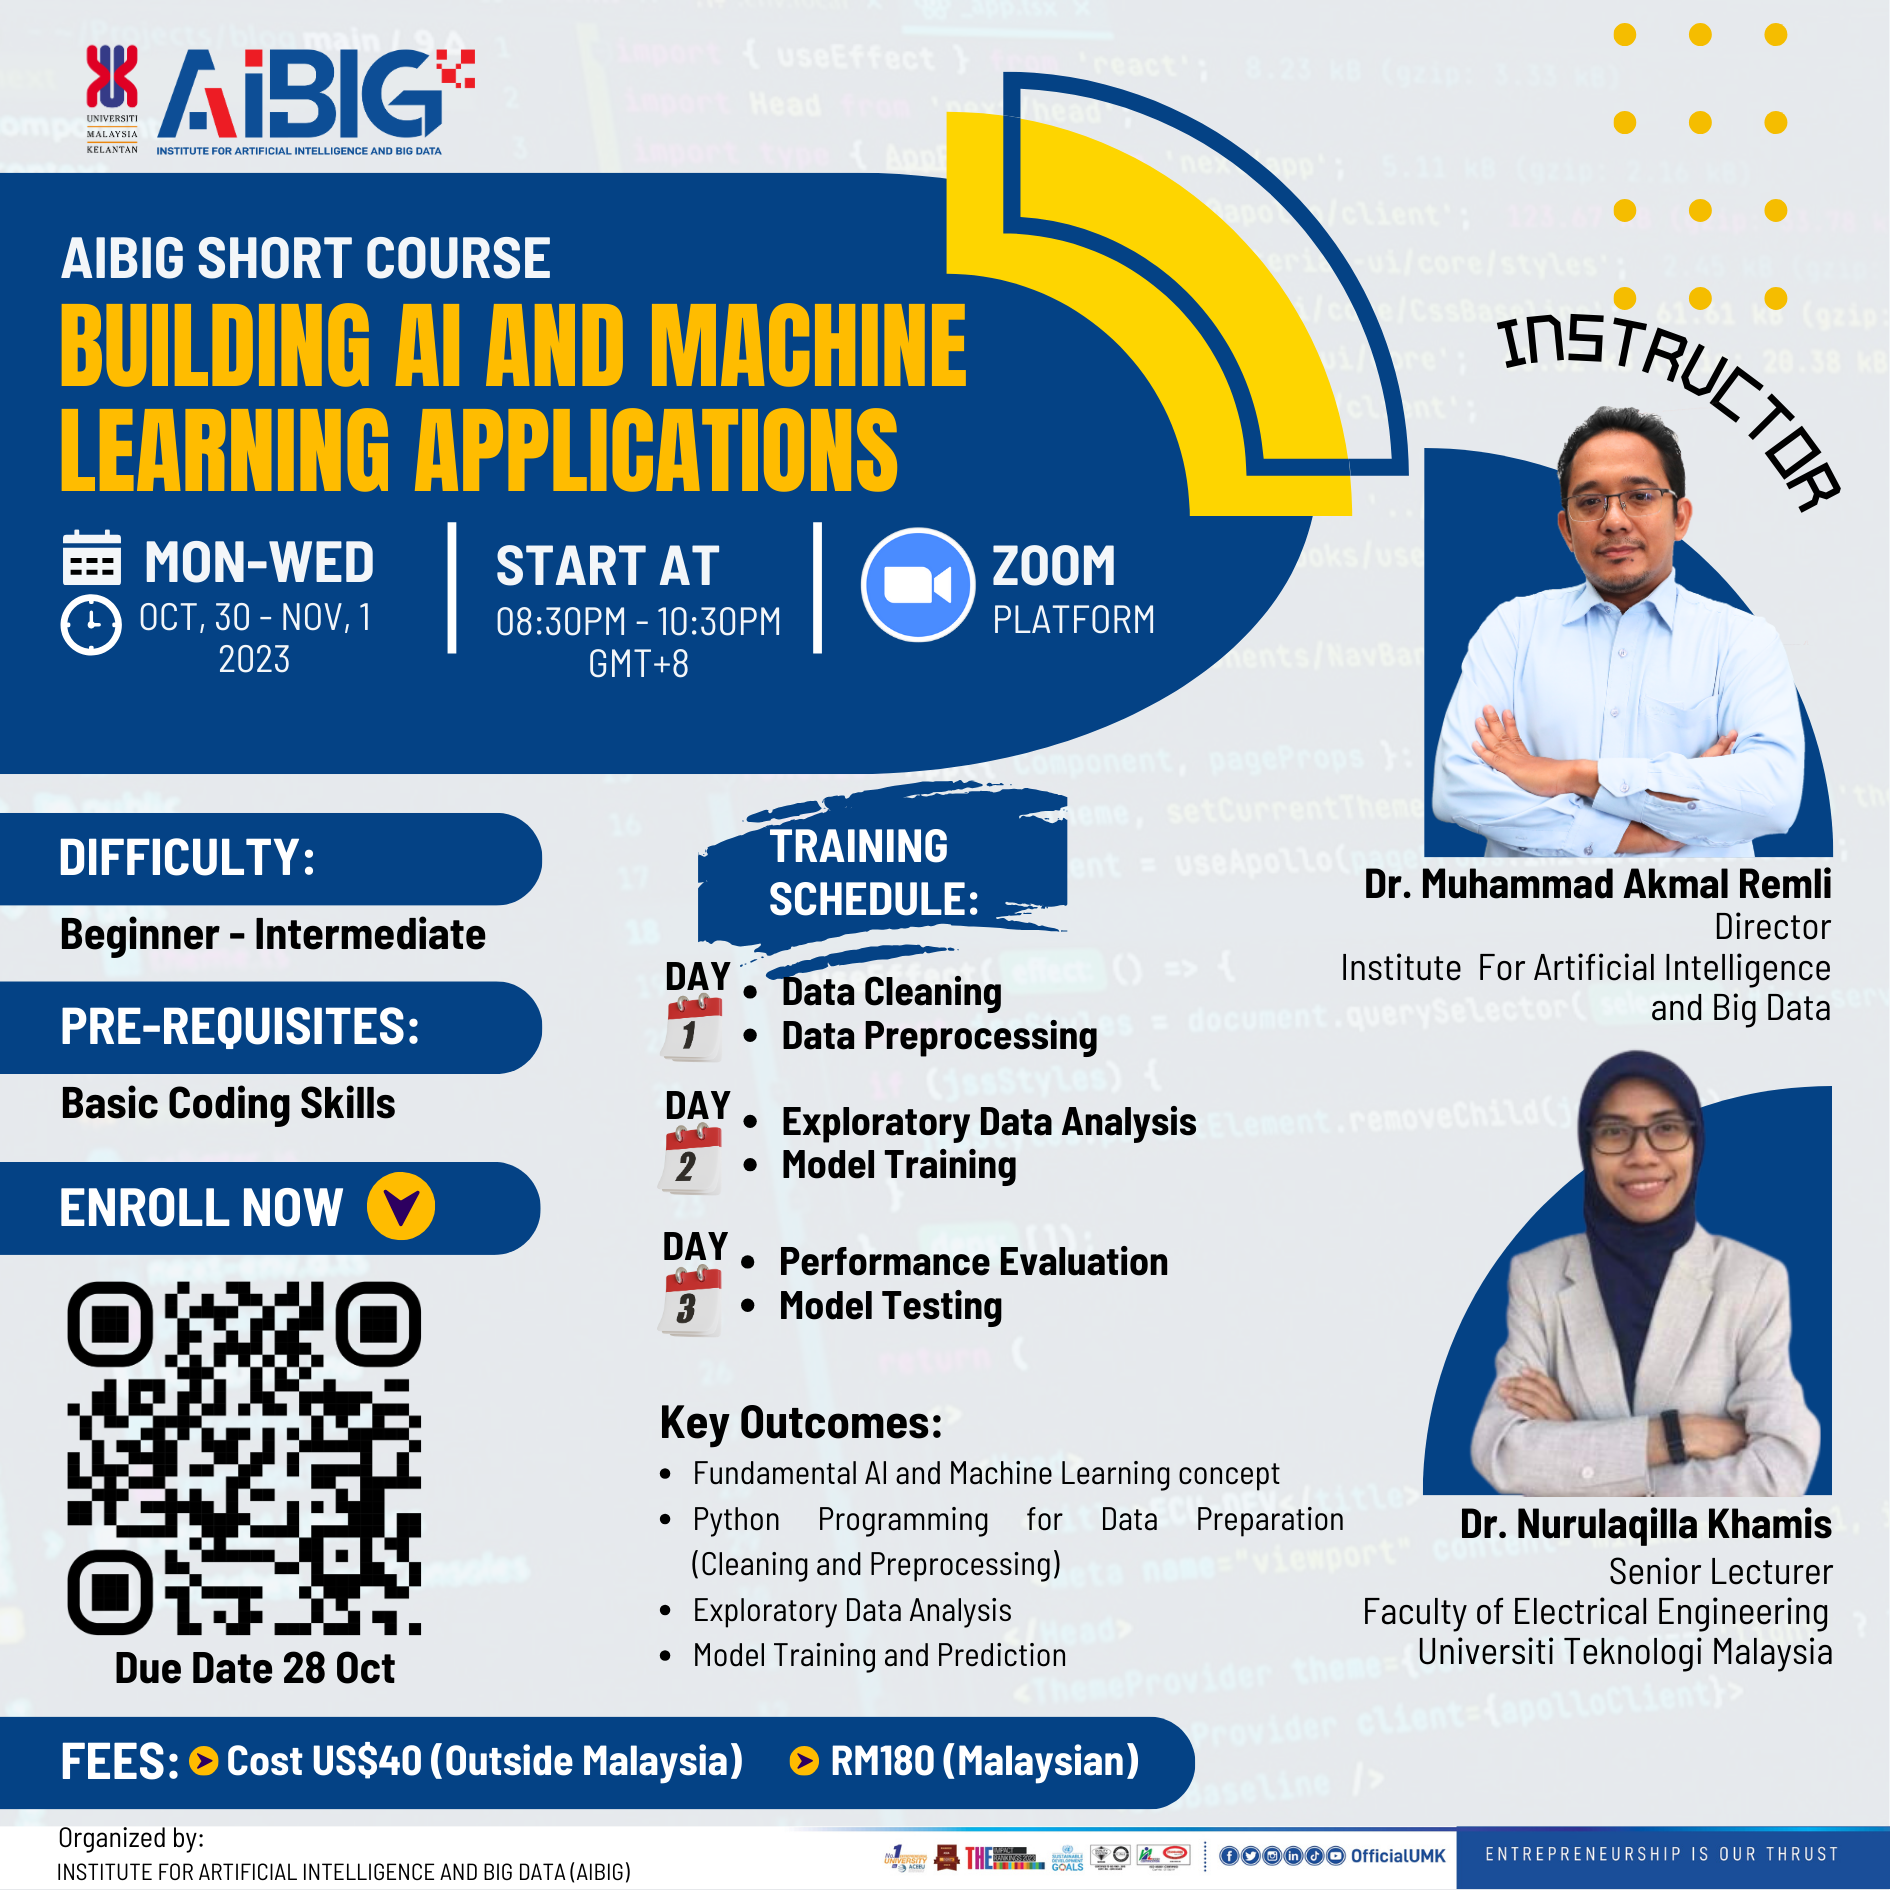 UNIVERSITI
MALAYSIA
KELANTAN
AiBIG
INSTITUTE FOR ARTIFICIAL INTELLIGENCE AND BIG DATA
AIBIG SHORT COURSE
BUILDING AI AND MACHINE
LEARNING APPLICATIONS
MON-WED
OCT, 30 - NOV, 1
2023
START AT
08:30PM - 10:30PM
GMT+8
ZOOM
PLATFORM
INSTRUCTOR
Dr. Muhammad Akmal Remli
Director
Institute For Artificial Intelligence
and Big Data
DIFFICULTY:
Beginner - Intermediate
PRE-REQUISITES:
Basic Coding Skills
ENROLL NOW
Due Date 28 Oct
TRAINING
SCHEDULE:
DAY
1
• Data Cleaning
• Data Preprocessing
DAY
2
• Exploratory Data Analysis
• Model Training
DAY
3
• Performance Evaluation
• Model Testing
Key Outcomes:
• Fundamental AI and Machine Learning concept
• Python Programming for Data Preparation
(Cleaning and Preprocessing)
• Exploratory Data Analysis
• Model Training and Prediction
Dr. Nurulaqilla Khamis
Senior Lecturer
Faculty of Electrical Engineering
Universiti Teknologi Malaysia
FEES: Cost US$40 (Outside Malaysia) RM180 (Malaysian)
Organized by:
INSTITUTE FOR ARTIFICIAL INTELLIGENCE AND BIG DATA (AIBIG)
OfficialUMK
ENTREPRENEURSHIP IS OUR THRUST